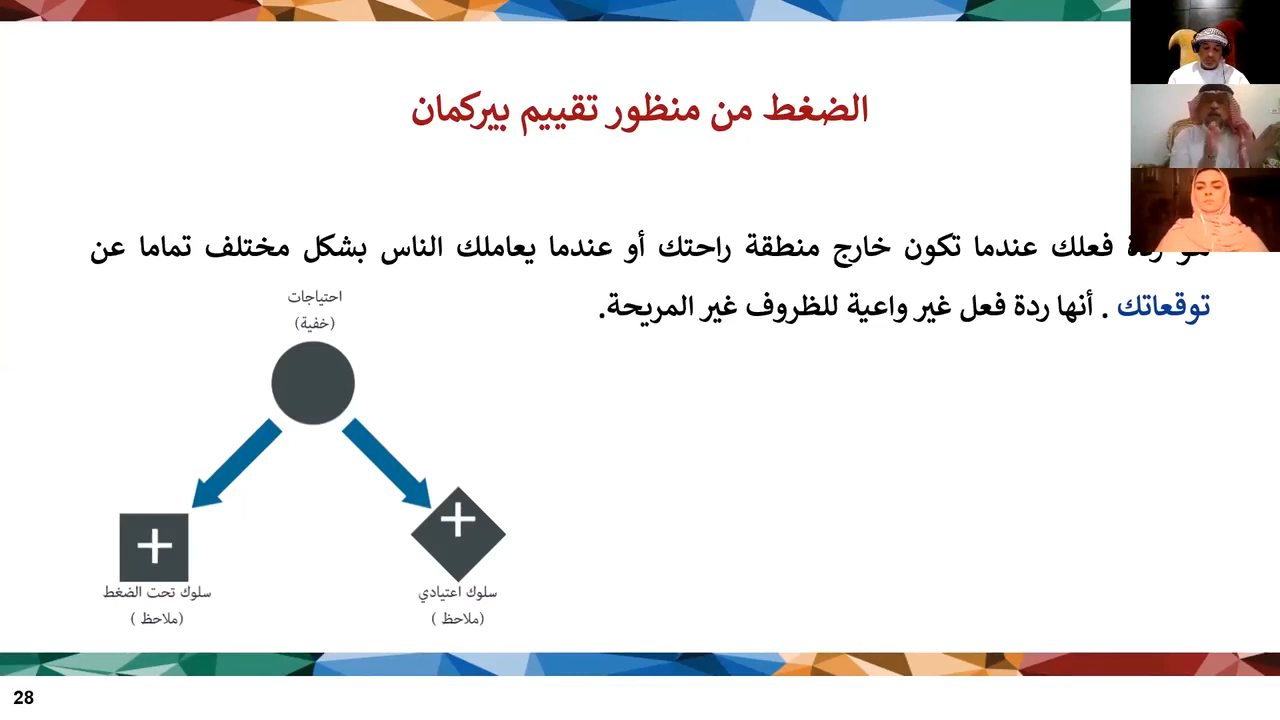 الضغط من منظور تقييم بيركمان
ردة فعلك عندما تكون خارج منطقة راحتك أو عندما يعاملك الناس بشكل مختلف تماما عن
توقعاتك . أنها ردة فعل غير واعية للظروف غير المريحة.
احتياجات
(خفية)
سلوك اعتيادي
(ملاحظ )
سلوك تحت الضغط
(ملاحظ )
28